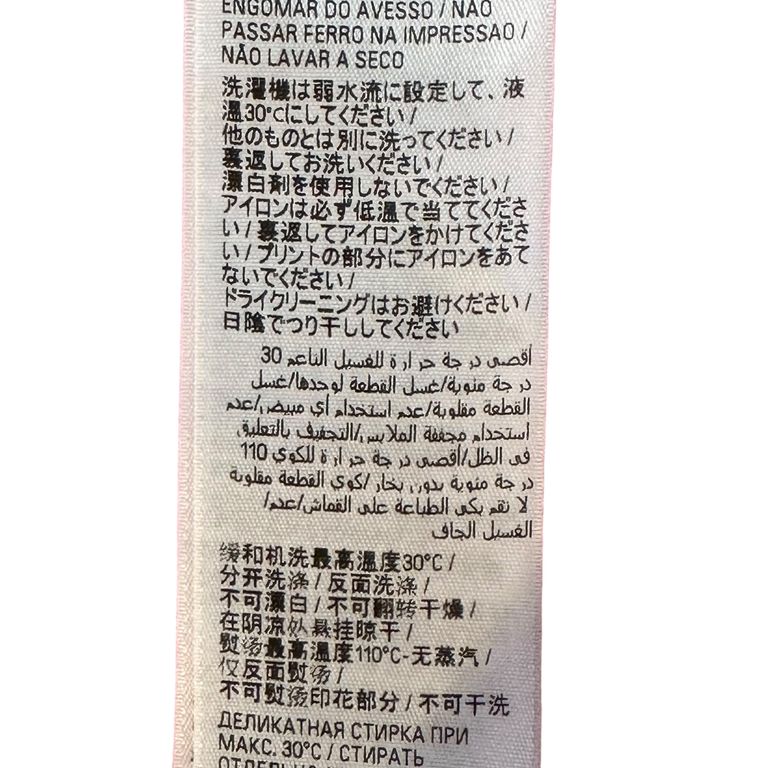 ENGOMAR DO AVESSO / NÃO
PASSAR FERRO NA IMPRESSAO /
NÃO LAVAR A SECO
洗濯機は弱水流に設定して、液
温30°Cにしてください /
他のものとは別に洗ってください /
裏返してお洗いください /
漂白剤を使用しないでください /
アイロンは必ず低温で当ててくださ
い / 裏返してアイロンをかけてくださ
い / プリントの部分にアイロンをあて
ないでください /
ドライクリーニングはお避けください /
日陰でつり干ししてください
أقصى درجة حرارة للغسيل الناعم 30
درجة مئوية/غسل القطعة لوحدها/غسل
القطعة مقلوبة/عدم استخدام أي مبيض/عدم
استخدام مجففة الملابس/التجفيف بالتعليق
في الظل/أقصى درجة حرارة للكوي 110
درجة مئوية بدون بخار/كوي القطعة مقلوبة
لا تقم بكي الطباعة على القماش/عدم/
الغسيل الجاف
缓和机洗最高温度30°C /
分开洗涤 / 反面洗涤 /
不可漂白 / 不可翻转干燥 /
在阴凉处悬挂晾干 /
熨烫最高温度110°C-无蒸汽 /
仅反面熨烫 /
不可熨烫印花部分 / 不可干洗
ДЕЛИКАТНАЯ СТИРКА ПРИ
МАКС. 30°C / СТИРАТЬ